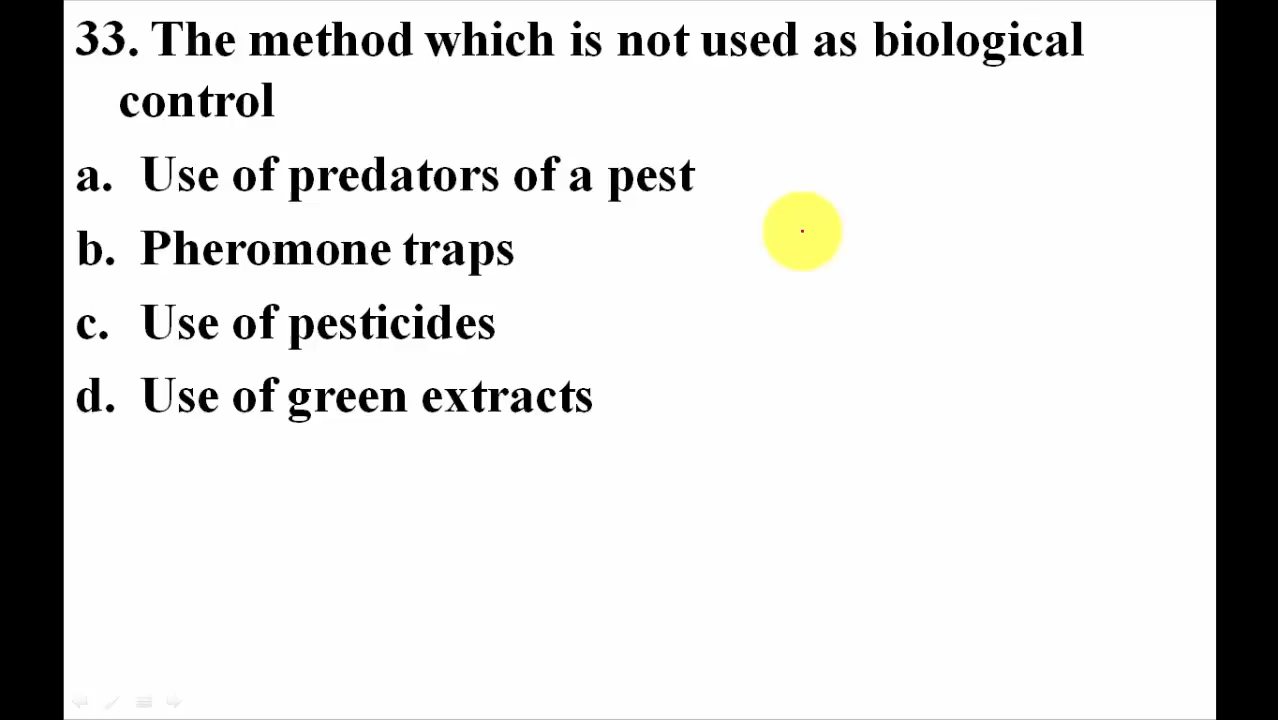 33. The method which is not used as biological
control
a. Use of predators of a pest
b. Pheromone traps
c. Use of pesticides
d. Use of green extracts